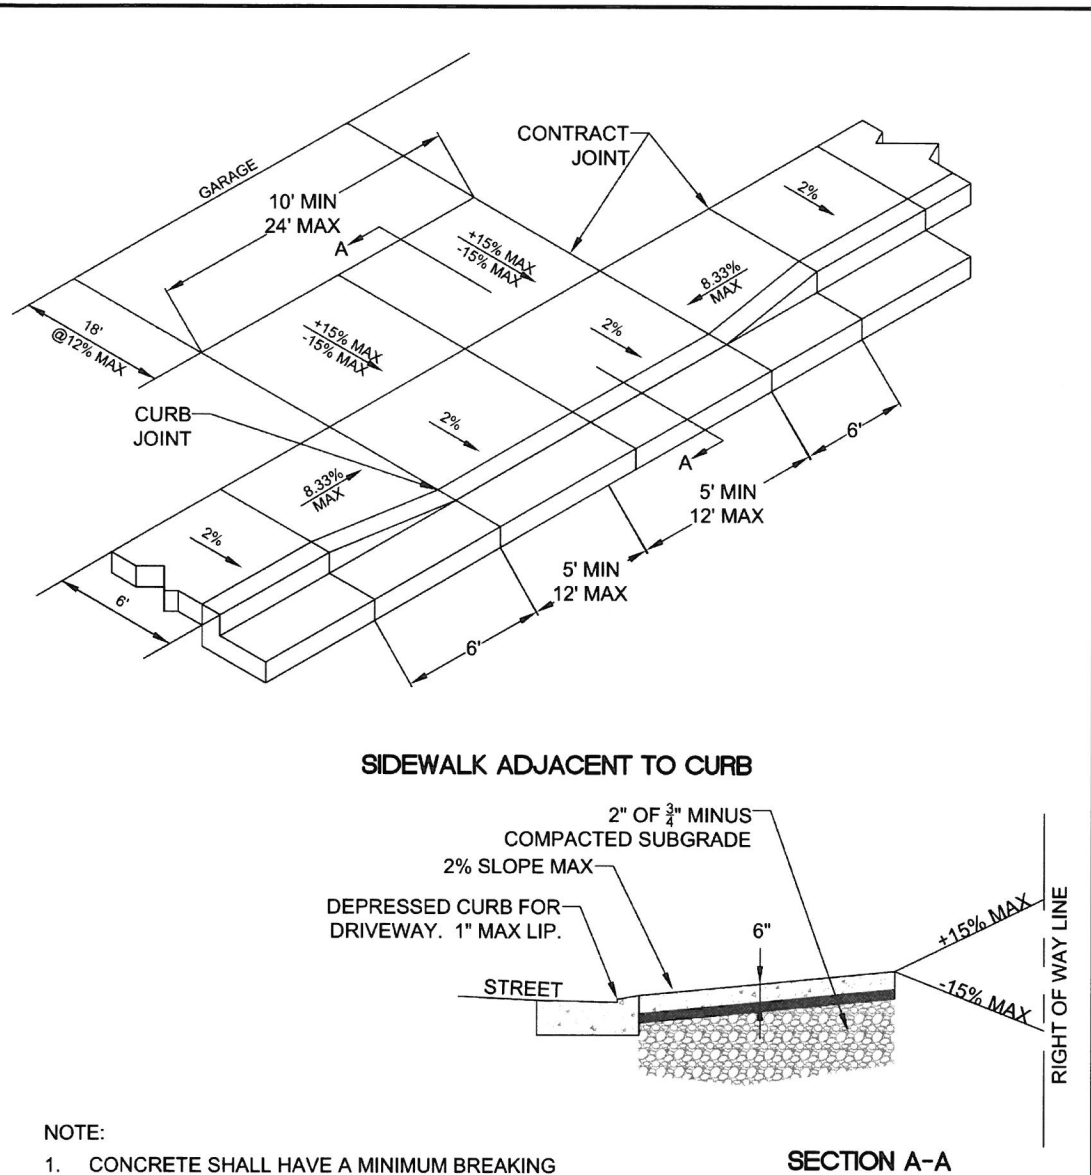 CONTRACT
JOINT
GARAGE
10' MIN
24' MAX
A
2%
+15% MAX
-15% MAX
8.33%
MAX
18'
@12% MAX
+15% MAX
-15% MAX
2%
CURB
JOINT
2%
6'
A
8.33%
MAX
5' MIN
12' MAX
2%
5' MIN
12' MAX
6'
6'
SIDEWALK ADJACENT TO CURB
2" OF 3/4" MINUS
COMPACTED SUBGRADE
2% SLOPE MAX
DEPRESSED CURB FOR
DRIVEWAY. 1" MAX LIP.
6"
+15% MAX
STREET
-15% MAX
RIGHT OF WAY LINE
NOTE:
1. CONCRETE SHALL HAVE A MINIMUM BREAKING
SECTION A-A